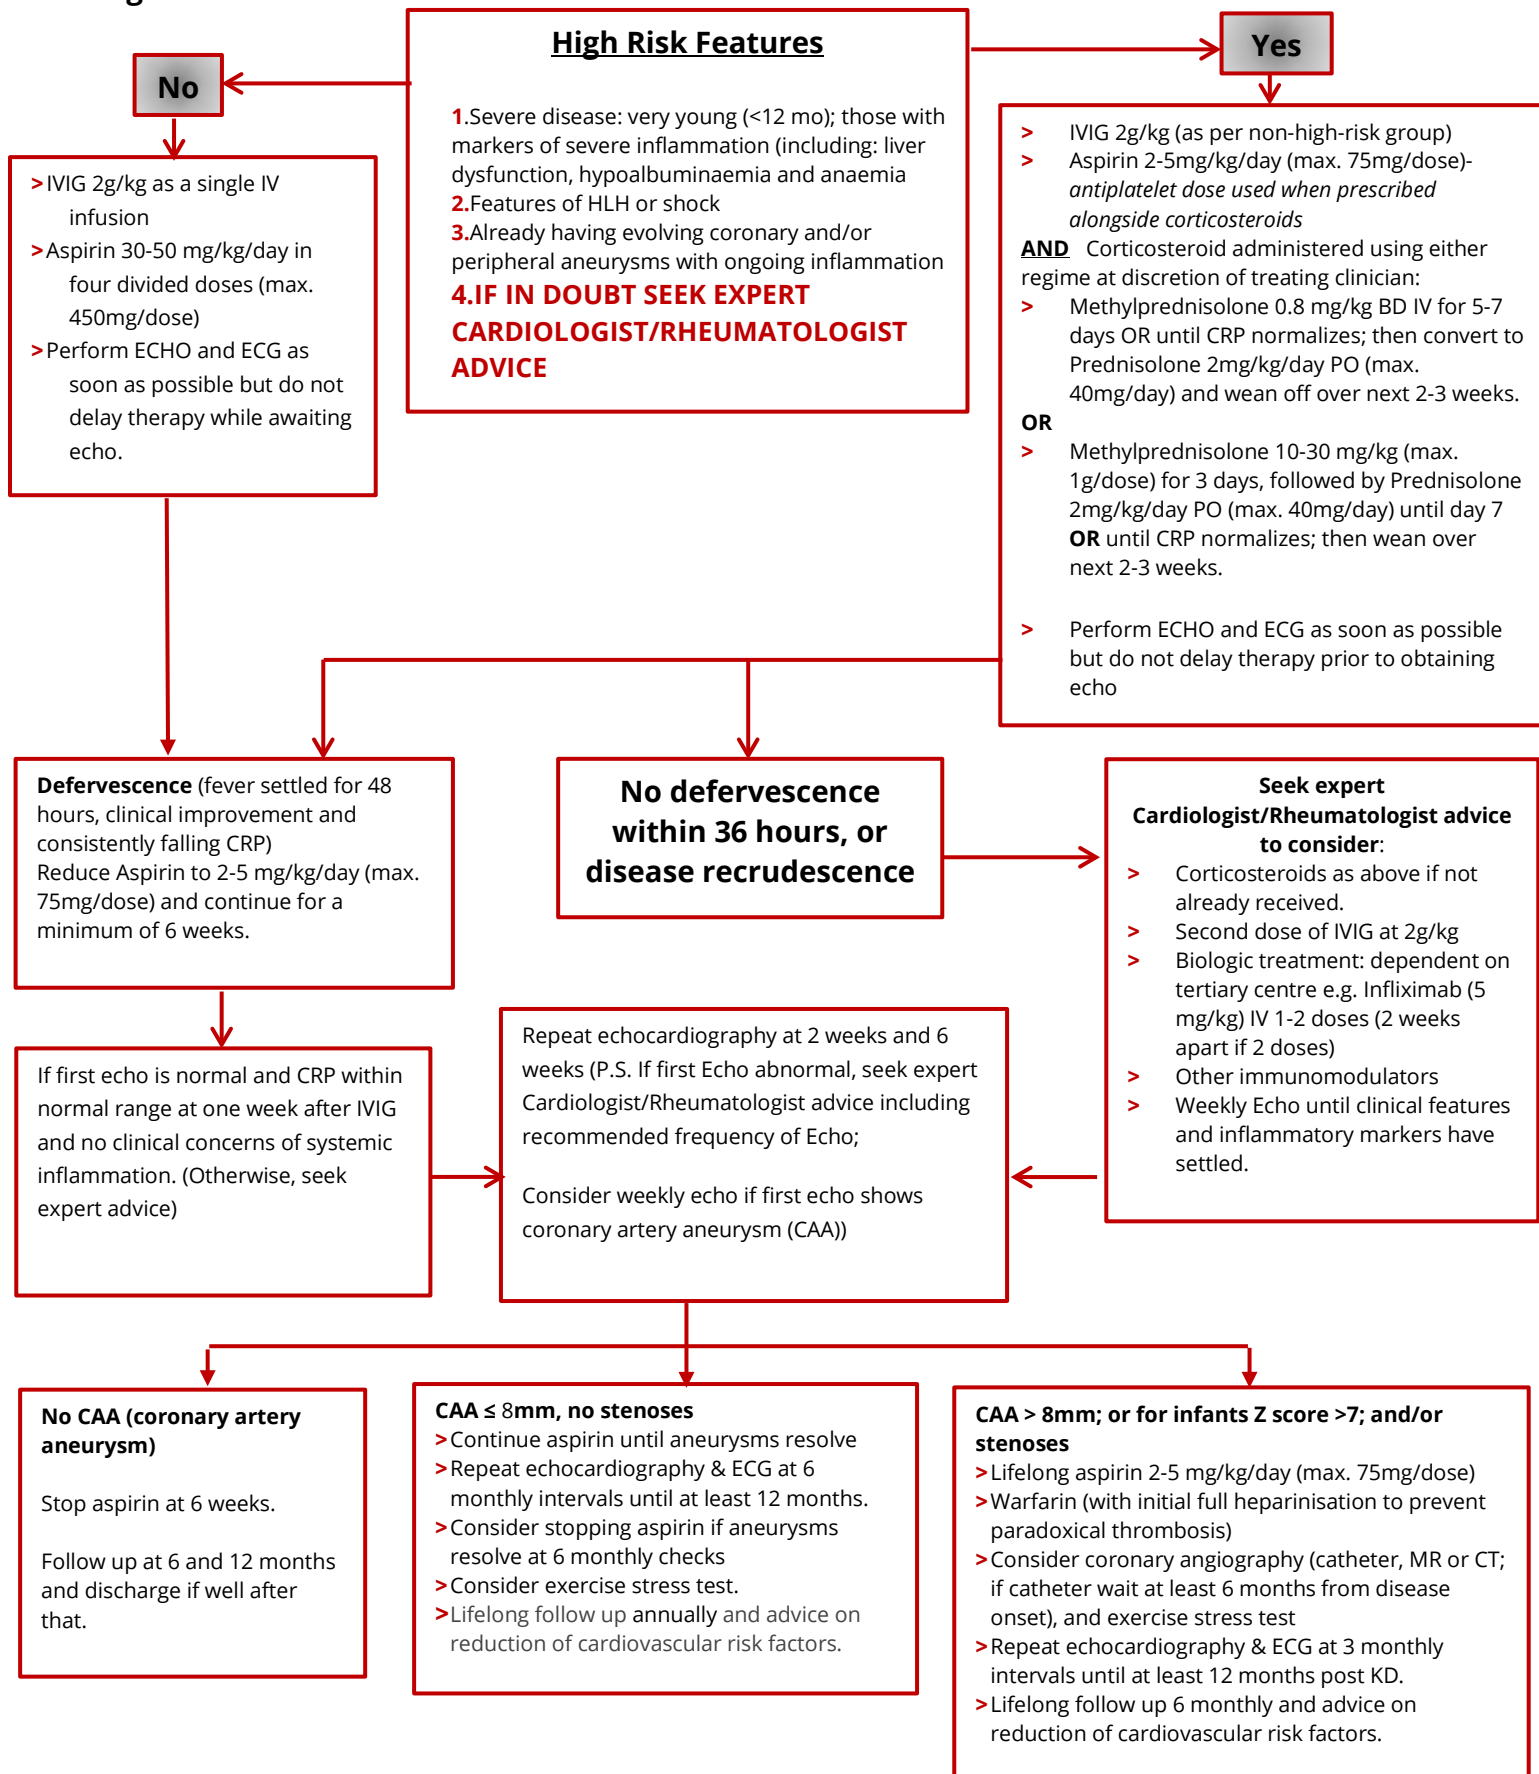 High Risk Features
Yes
No
1.Severe disease: very young (<12 mo); those with
markers of severe inflammation (including: liver
dysfunction, hypoalbuminaemia and anaemia
2.Features of HLH or shock
3.Already having evolving coronary and/or
peripheral aneurysms with ongoing inflammation
4.IF IN DOUBT SEEK EXPERT
CARDIOLOGIST/RHEUMATOLOGIST
ADVICE
>IVIG 2g/kg as a single IV
infusion
>Aspirin 30-50 mg/kg/day in
four divided doses (max.
450mg/dose)
>Perform ECHO and ECG as
soon as possible but do not
delay therapy while awaiting
echo.
> IVIG 2g/kg (as per non-high-risk group)
> Aspirin 2-5mg/kg/day (max. 75mg/dose)-
antiplatelet dose used when prescribed
alongside corticosteroids
AND Corticosteroid administered using either
regime at discretion of treating clinician:
> Methylprednisolone 0.8 mg/kg BD IV for 5-7
days OR until CRP normalizes; then convert to
Prednisolone 2mg/kg/day PO (max.
40mg/day) and wean off over next 2-3 weeks.
OR
> Methylprednisolone 10-30 mg/kg (max.
1g/dose) for 3 days, followed by Prednisolone
2mg/kg/day PO (max. 40mg/day) until day 7
OR until CRP normalizes; then wean over
next 2-3 weeks.
> Perform ECHO and ECG as soon as possible
but do not delay therapy prior to obtaining
echo
Defervescence (fever settled for 48
hours, clinical improvement and
consistently falling CRP)
Reduce Aspirin to 2-5 mg/kg/day (max.
75mg/dose) and continue for a
minimum of 6 weeks.
No defervescence
within 36 hours, or
disease recrudescence
Seek expert
Cardiologist/Rheumatologist advice
to consider:
> Corticosteroids as above if not
already received.
> Second dose of IVIG at 2g/kg
> Biologic treatment: dependent on
tertiary centre e.g. Infliximab (5
mg/kg) IV 1-2 doses (2 weeks
apart if 2 doses)
> Other immunomodulators
> Weekly Echo until clinical features
and inflammatory markers have
settled.
If first echo is normal and CRP within
normal range at one week after IVIG
and no clinical concerns of systemic
inflammation. (Otherwise, seek
expert advice)
Repeat echocardiography at 2 weeks and 6
weeks (P.S. If first Echo abnormal, seek expert
Cardiologist/Rheumatologist advice including
recommended frequency of Echo;
Consider weekly echo if first echo shows
coronary artery aneurysm (CAA))
No CAA (coronary artery
aneurysm)
Stop aspirin at 6 weeks.
Follow up at 6 and 12 months
and discharge if well after
that.
CAA ≤ 8mm, no stenoses
>Continue aspirin until aneurysms resolve
>Repeat echocardiography & ECG at 6
monthly intervals until at least 12 months.
>Consider stopping aspirin if aneurysms
resolve at 6 monthly checks
>Consider exercise stress test.
>Lifelong follow up annually and advice on
reduction of cardiovascular risk factors.
CAA > 8mm; or for infants Z score >7; and/or
stenoses
>Lifelong aspirin 2-5 mg/kg/day (max. 75mg/dose)
>Warfarin (with initial full heparinisation to prevent
paradoxical thrombosis)
>Consider coronary angiography (catheter, MR or CT;
if catheter wait at least 6 months from disease
onset), and exercise stress test
>Repeat echocardiography & ECG at 3 monthly
intervals until at least 12 months post KD.
>Lifelong follow up 6 monthly and advice on
reduction of cardiovascular risk factors.